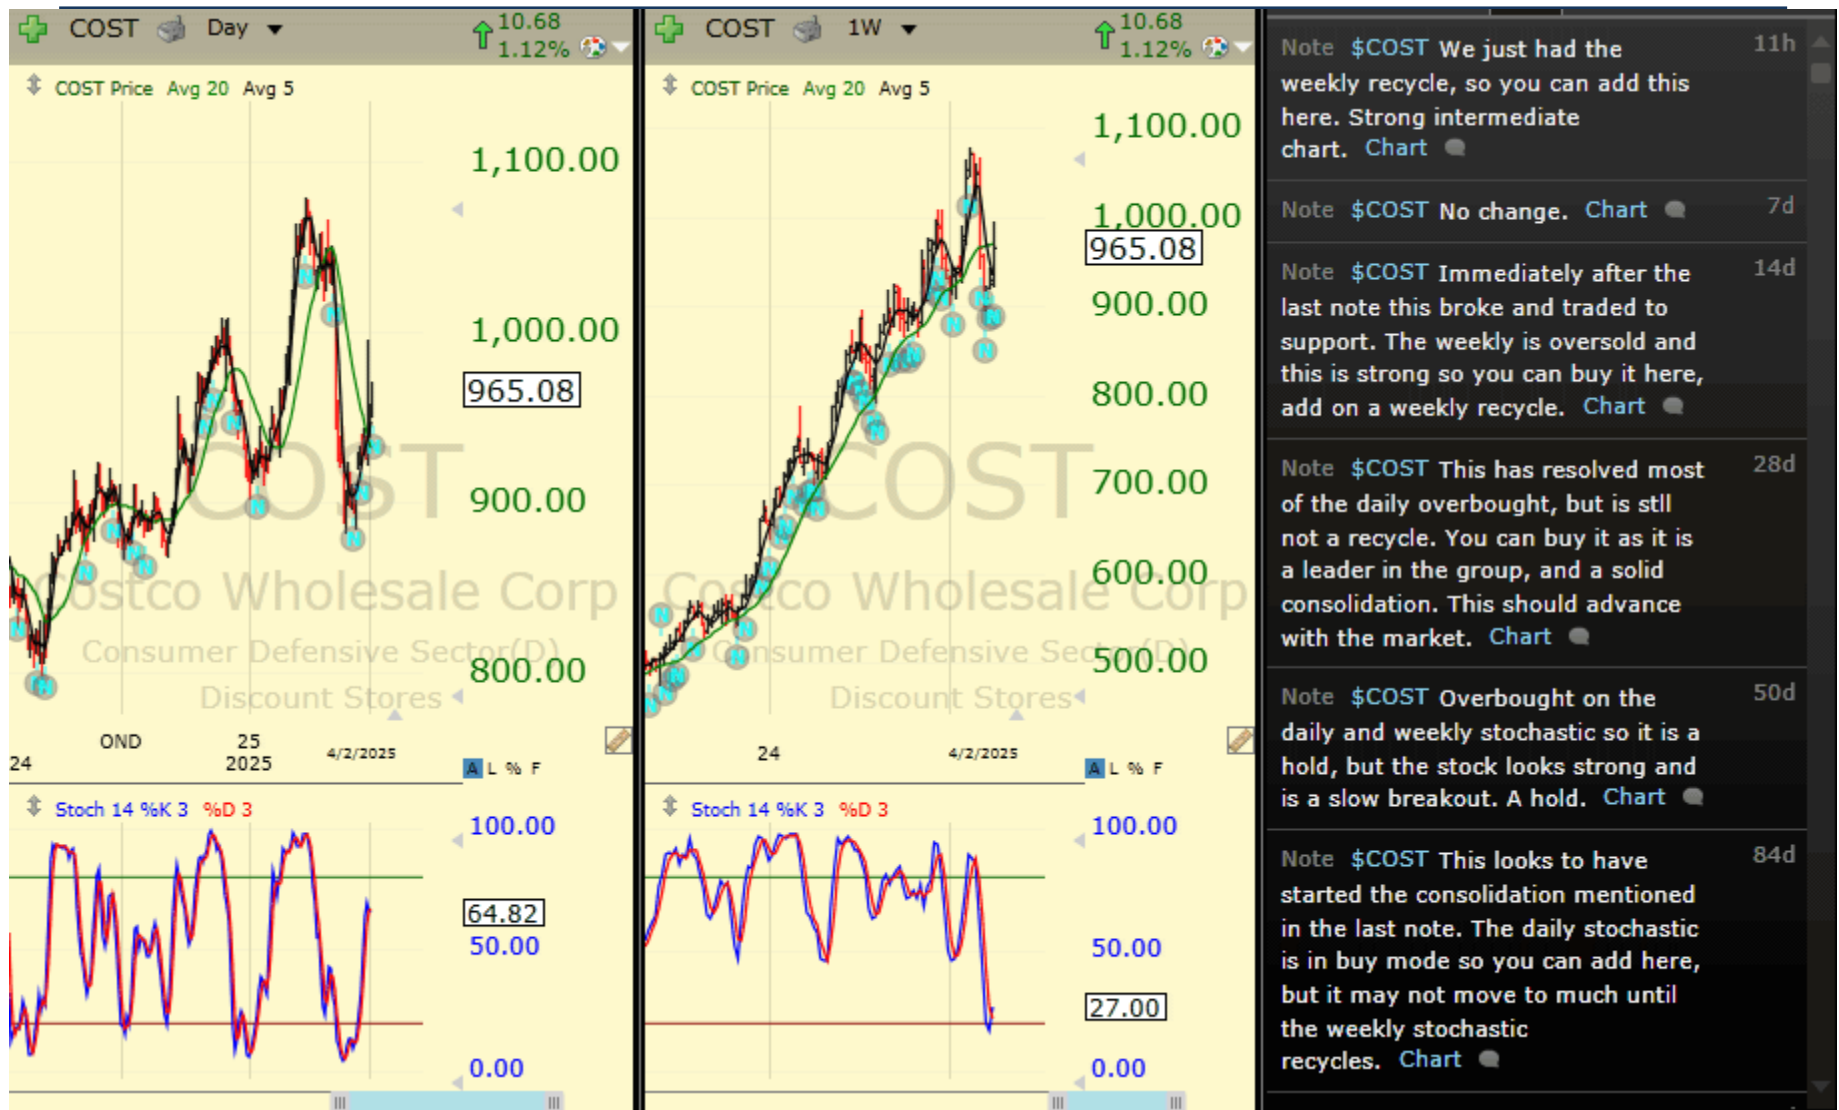 COST Day
10.68
1.12%
COST Price Avg 20 Avg 5
1,100.00
1,000.00
965.08
900.00
800.00
COST
Costco Wholesale Corp
Consumer Defensive Sector(D)
Discount Stores
OND 25
24 2025 4/2/2025
A L % F
Stoch 14 %K 3 %D 3
100.00
64.82
50.00
0.00
COST 1W
10.68
1.12%
COST Price Avg 20 Avg 5
1,100.00
1,000.00
965.08
900.00
800.00
700.00
600.00
500.00
COST
Costco Wholesale Corp
Consumer Defensive Sector(D)
Discount Stores
24 4/2/2025
A L % F
Stoch 14 %K 3 %D 3
100.00
50.00
27.00
0.00
Note $COST We just had the 11h
weekly recycle, so you can add this
here. Strong intermediate
chart. Chart
Note $COST No change. Chart 7d
Note $COST Immediately after the 14d
last note this broke and traded to
support. The weekly is oversold and
this is strong so you can buy it here,
add on a weekly recycle. Chart
Note $COST This has resolved most 28d
of the daily overbought, but is stll
not a recycle. You can buy it as it is
a leader in the group, and a solid
consolidation. This should advance
with the market. Chart
Note $COST Overbought on the 50d
daily and weekly stochastic so it is a
hold, but the stock looks strong and
is a slow breakout. A hold. Chart
Note $COST This looks to have 84d
started the consolidation mentioned
in the last note. The daily stochastic
is in buy mode so you can add here,
but it may not move to much until
the weekly stochastic
recycles. Chart